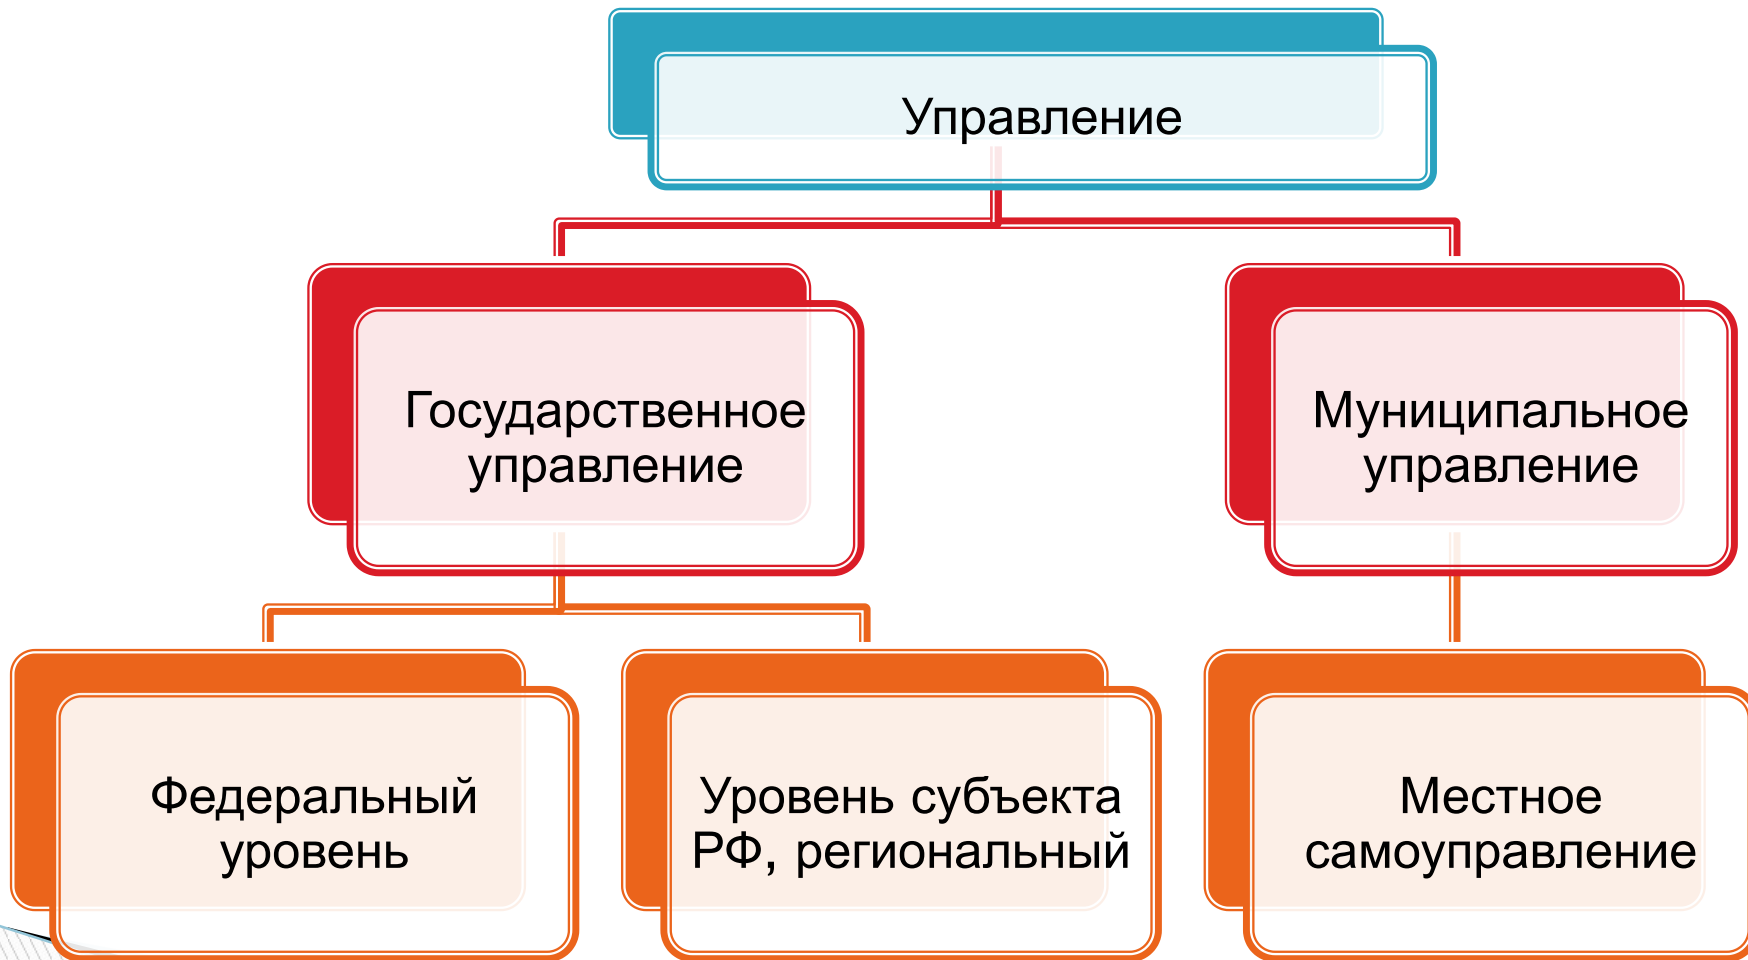 Управление
Государственное
управление
Муниципальное
управление
Федеральный
уровень
Уровень субъекта
РФ, региональный
Местное
самоуправление